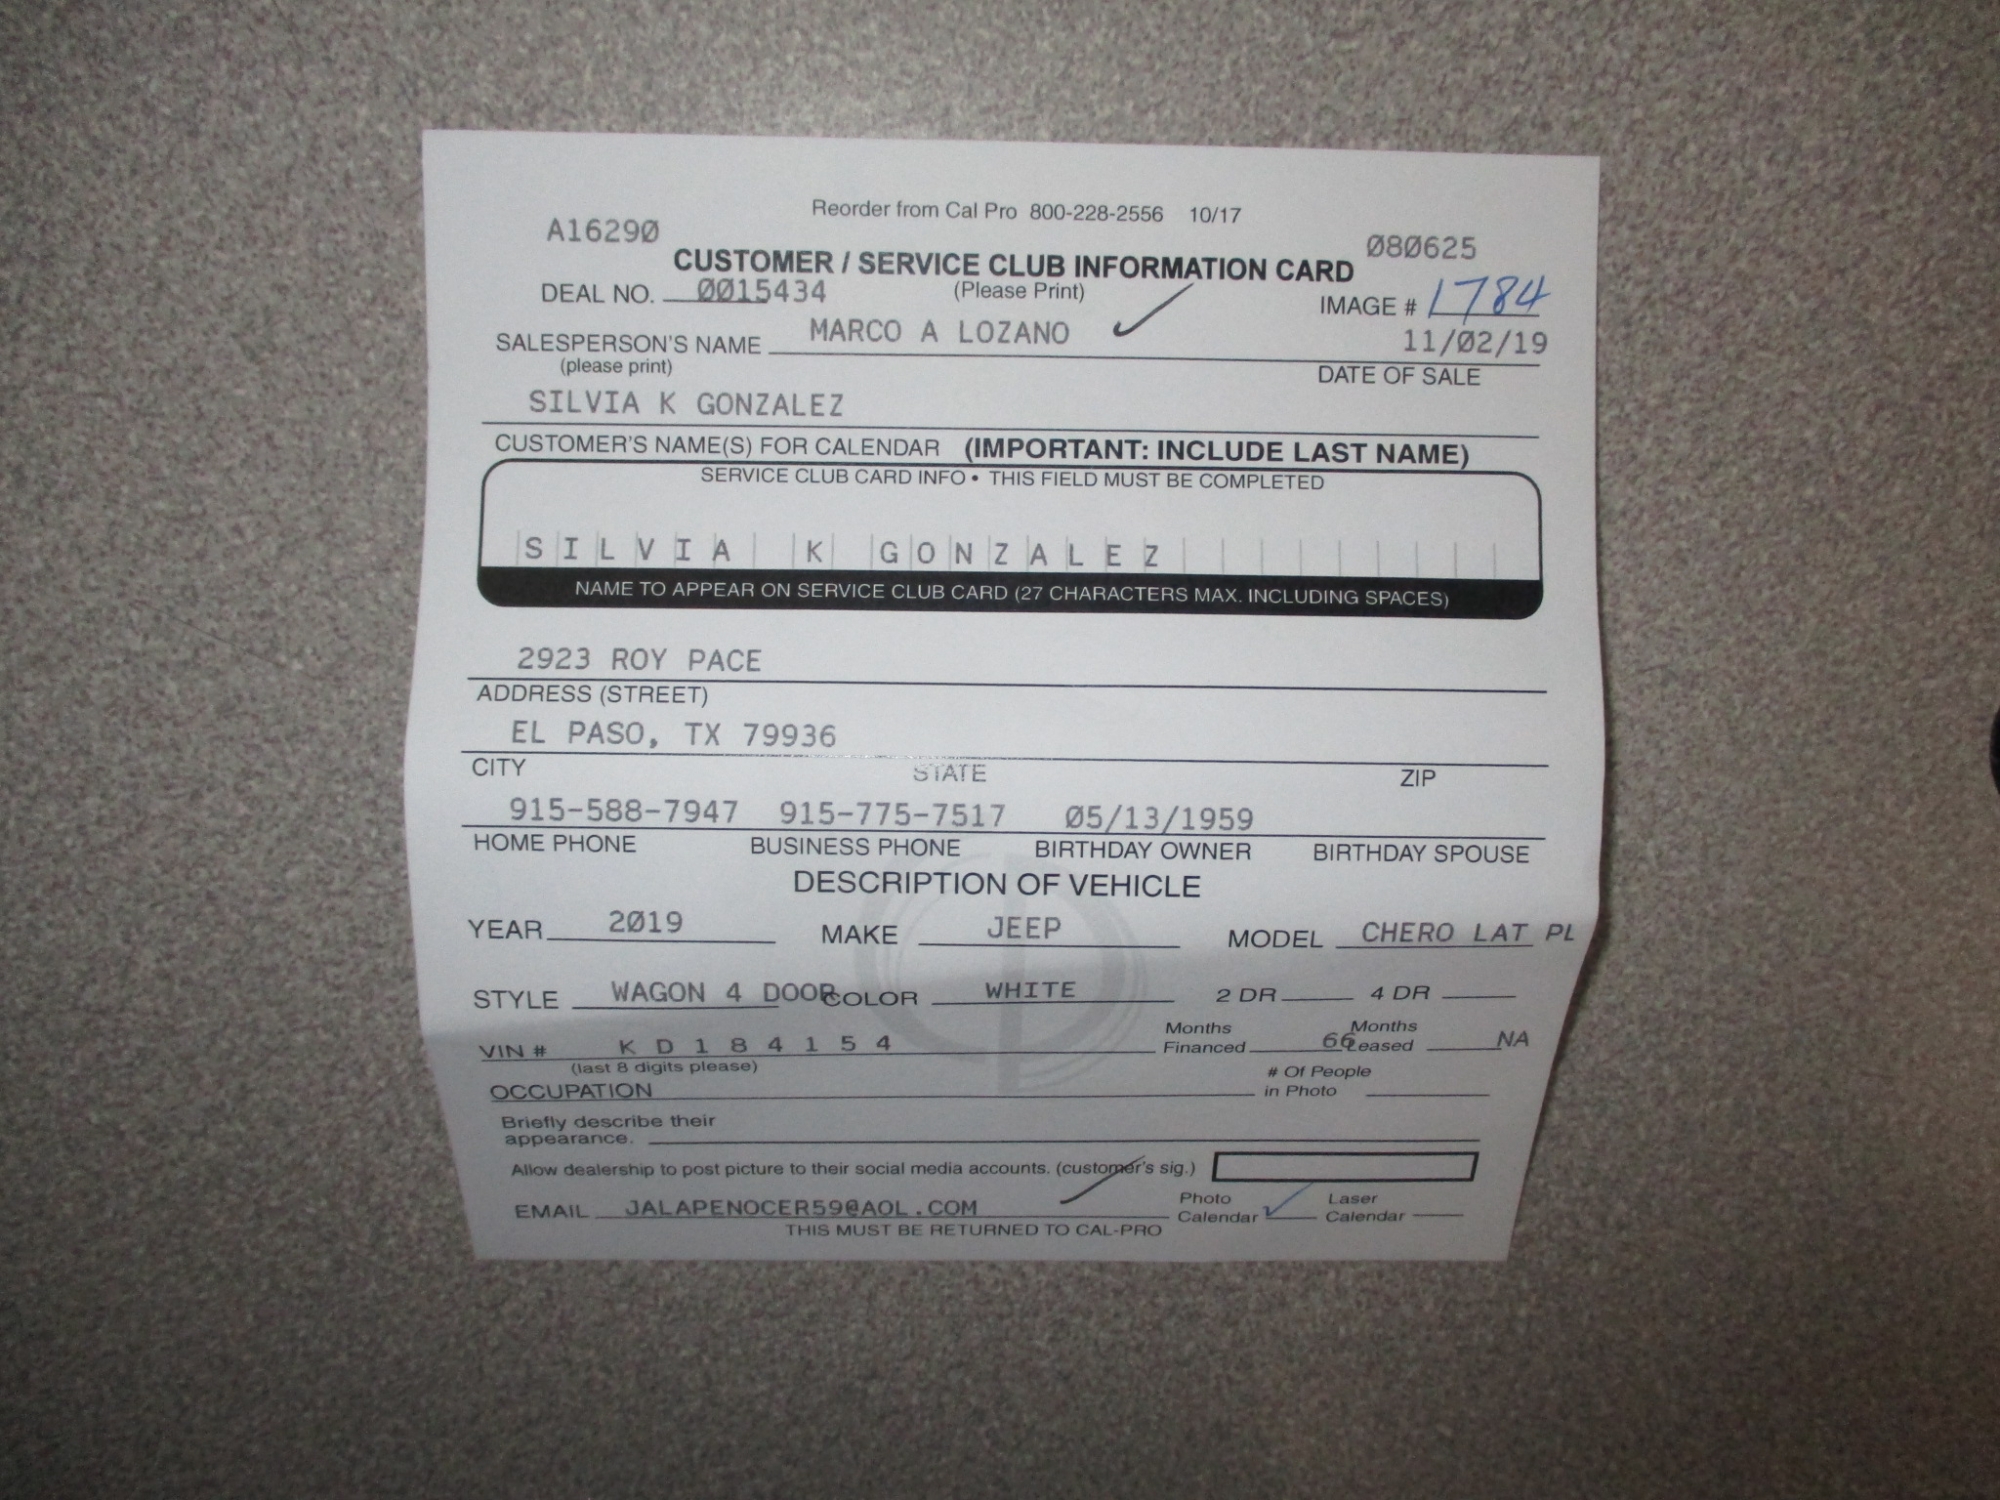 Reorder from Cal Pro 800-228-2556 10/17
A16290 080625
CUSTOMER / SERVICE CLUB INFORMATION CARD
DEAL NO. 0015434 (Please Print) IMAGE # 1784
SALESPERSON'S NAME MARCO A LOZANO 11/02/19
(please print) DATE OF SALE
SILVIA K GONZALEZ
CUSTOMER'S NAME(S) FOR CALENDAR (IMPORTANT: INCLUDE LAST NAME)
SERVICE CLUB CARD INFO • THIS FIELD MUST BE COMPLETED
S I L V I A K G O N Z A L E Z
NAME TO APPEAR ON SERVICE CLUB CARD (27 CHARACTERS MAX. INCLUDING SPACES)
2923 ROY PACE
ADDRESS (STREET)
EL PASO, TX 79936
CITY STATE ZIP
915-588-7947 915-775-7517 05/13/1959
HOME PHONE BUSINESS PHONE BIRTHDAY OWNER BIRTHDAY SPOUSE
DESCRIPTION OF VEHICLE
YEAR 2019 MAKE JEEP MODEL CHERO LAT PL
STYLE WAGON 4 DOOR COLOR WHITE 2 DR 4 DR
VIN # K D 1 8 4 1 5 4 Months Financed 66 Months Leased NA
(last 8 digits please)
OCCUPATION # Of People in Photo
Briefly describe their
appearance.
Allow dealership to post picture to their social media accounts. (customer's sig.)
EMAIL JALAPENOCER59@AOL.COM Photo Calendar Laser Calendar
THIS MUST BE RETURNED TO CAL-PRO